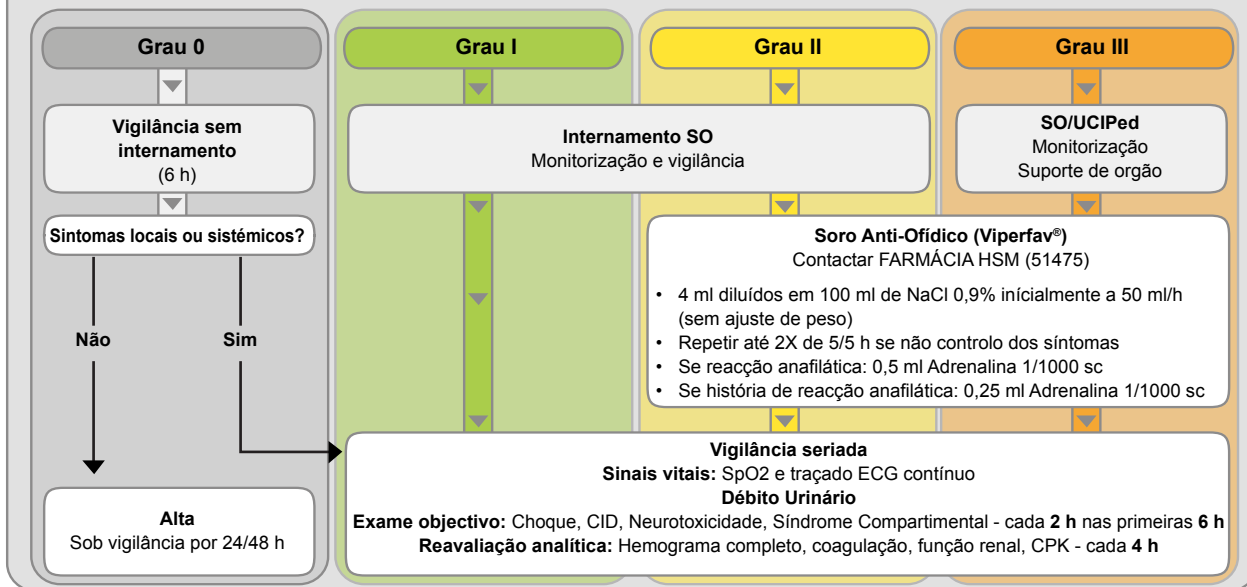 Grau 0
Grau I
Grau II
Grau III
Vigilância sem
internamento
(6 h)
Internamento SO
Monitorização e vigilância
SO/UCIPed
Monitorização
Suporte de orgão
Sintomas locais ou sistémicos?
Soro Anti-Ofídico (Viperfav®)
Contactar FARMÁCIA HSM (51475)
• 4 ml diluídos em 100 ml de NaCl 0,9% inícialmente a 50 ml/h
(sem ajuste de peso)
• Repetir até 2X de 5/5 h se não controlo dos síntomas
• Se reacção anafilática: 0,5 ml Adrenalina 1/1000 sc
• Se história de reacção anafilática: 0,25 ml Adrenalina 1/1000 sc
Não
Sim
Vigilância seriada
Sinais vitais: SpO2 e traçado ECG contínuo
Débito Urinário
Exame objectivo: Choque, CID, Neurotoxicidade, Síndrome Compartimental - cada 2 h nas primeiras 6 h
Reavaliação analítica: Hemograma completo, coagulação, função renal, CPK - cada 4 h
Alta
Sob vigilância por 24/48 h